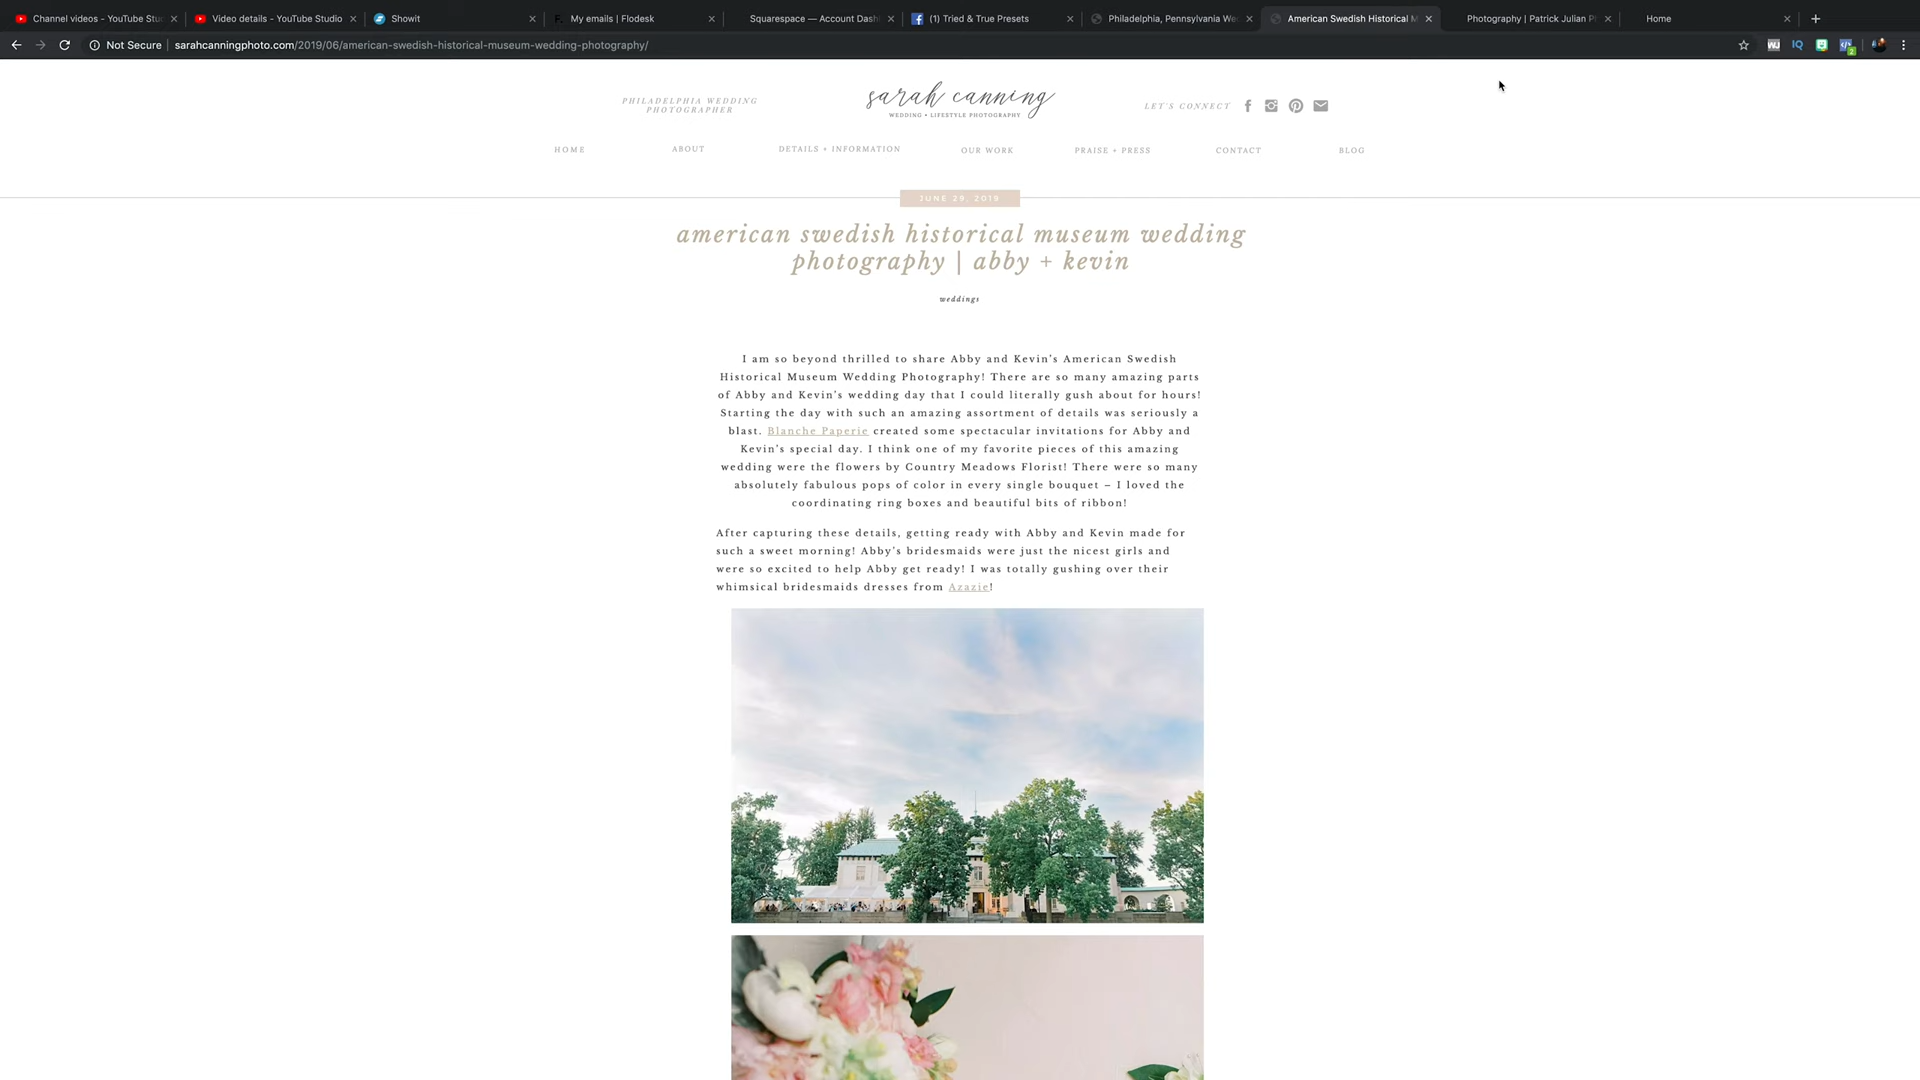 Channel videos - YouTube Stu
Video details - YouTube Studio
Showit
My emails | Flodesk
Squarespace — Account Dash
(1) Tried & True Presets
Philadelphia, Pennsylvania We
American Swedish Historical M
Photography | Patrick Julian P
Home
Not Secure | sarahcanningphoto.com/2019/06/american-swedish-historical-museum-wedding-photography/
PHILADELPHIA WEDDING
PHOTOGRAPHER
sarah canning
WEDDING • LIFESTYLE PHOTOGRAPHY
LET'S CONNECT
HOME
ABOUT
DETAILS + INFORMATION
OUR WORK
PRAISE + PRESS
CONTACT
BLOG
JUNE 29, 2019
american swedish historical museum wedding
photography | abby + kevin
weddings
I am so beyond thrilled to share Abby and Kevin's American Swedish
Historical Museum Wedding Photography! There are so many amazing parts
of Abby and Kevin's wedding day that I could literally gush about for hours!
Starting the day with such an amazing assortment of details was seriously a
blast. Blanche Paperie created some spectacular invitations for Abby and
Kevin's special day. I think one of my favorite pieces of this amazing
wedding were the flowers by Country Meadows Florist! There were so many
absolutely fabulous pops of color in every single bouquet – I loved the
coordinating ring boxes and beautiful bits of ribbon!
After capturing these details, getting ready with Abby and Kevin made for
such a sweet morning! Abby's bridesmaids were just the nicest girls and
were so excited to help Abby get ready! I was totally gushing over their
whimsical bridesmaids dresses from Azazie!